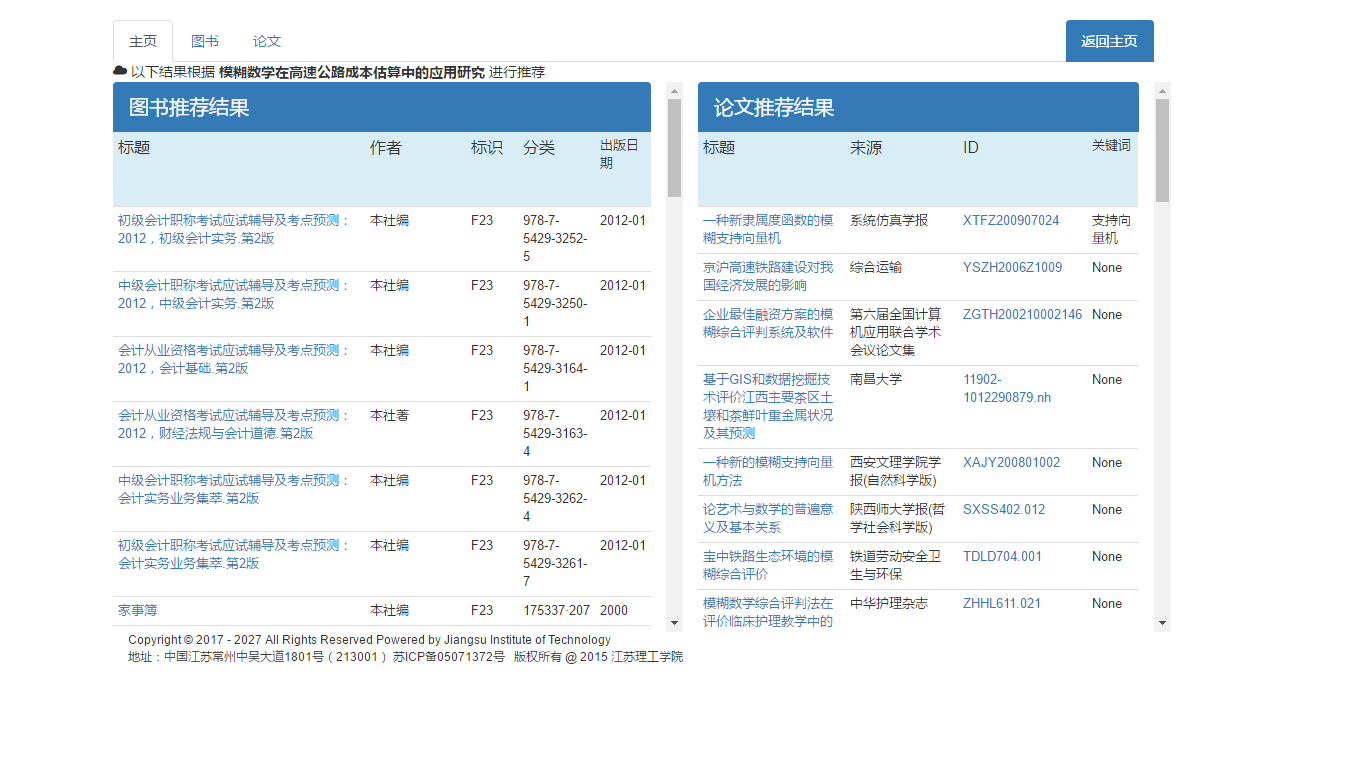 主页 图书 论文 返回主页
以下结果根据 模糊数学在高速公路成本估算中的应用研究 进行推荐
图书推荐结果
标题 作者 标识 分类 出版日
期
初级会计职称考试应试辅导及考点预测： 本社编 F23 978-7- 2012-01
2012，初级会计实务.第2版 5429-3252-
5
中级会计职称考试应试辅导及考点预测： 本社编 F23 978-7- 2012-01
2012，中级会计实务.第2版 5429-3250-
1
会计从业资格考试应试辅导及考点预测： 本社编 F23 978-7- 2012-01
2012，会计基础.第2版 5429-3164-
1
会计从业资格考试应试辅导及考点预测： 本社著 F23 978-7- 2012-01
2012，财经法规与会计道德.第2版 5429-3163-
4
中级会计职称考试应试辅导及考点预测： 本社编 F23 978-7- 2012-01
会计实务业务集萃.第2版 5429-3262-
4
初级会计职称考试应试辅导及考点预测： 本社编 F23 978-7- 2012-01
会计实务业务集萃.第2版 5429-3261-
7
家事簿 本社编 F23 175337·207 2000
论文推荐结果
标题 来源 ID 关键词
一种新隶属度函数的模 系统仿真学报 XTFZ200907024 支持向
糊支持向量机 量机
京沪高速铁路建设对我 综合运输 YSZH2006Z1009 None
国经济发展的影响
企业最佳融资方案的模 第六届全国计算 ZGTH200210002146 None
糊综合评判系统及软件 机应用联合学术
会议论文集
基于GIS和数据挖掘技 南昌大学 11902- None
术评价江西主要茶区土 1012290879.nh
壤和茶鲜叶重金属状况
及其预测
一种新的模糊支持向量 西安文理学院学 XAJY200801002 None
机方法 报(自然科学版)
论艺术与数学的普遍意 陕西师大学报(哲 SXSS402.012 None
义及基本关系 学社会科学版)
宝中铁路生态环境的模 铁道劳动安全卫 TDLD704.001 None
糊综合评价 生与环保
模糊数学综合评判法在 中华护理杂志 ZHHL611.021 None
评价临床护理教学中的
Copyright © 2017 - 2027 All Rights Reserved Powered by Jiangsu Institute of Technology
地址：中国江苏常州中吴大道1801号（213001） 苏ICP备05071372号 版权所有 @ 2015 江苏理工学院